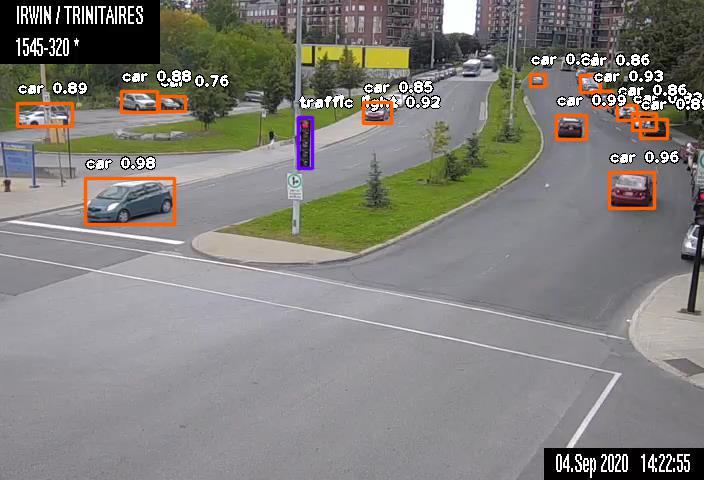 IRWIN / TRINITAIRES
1545-320 *
car 0.86
car 0.88
car 0.76
car 0.93
car 0.89
car 0.85
0.86
traffic light 0.92
car 0.99
car 0.96
car 0.98
04.Sep 2020 14:22:55